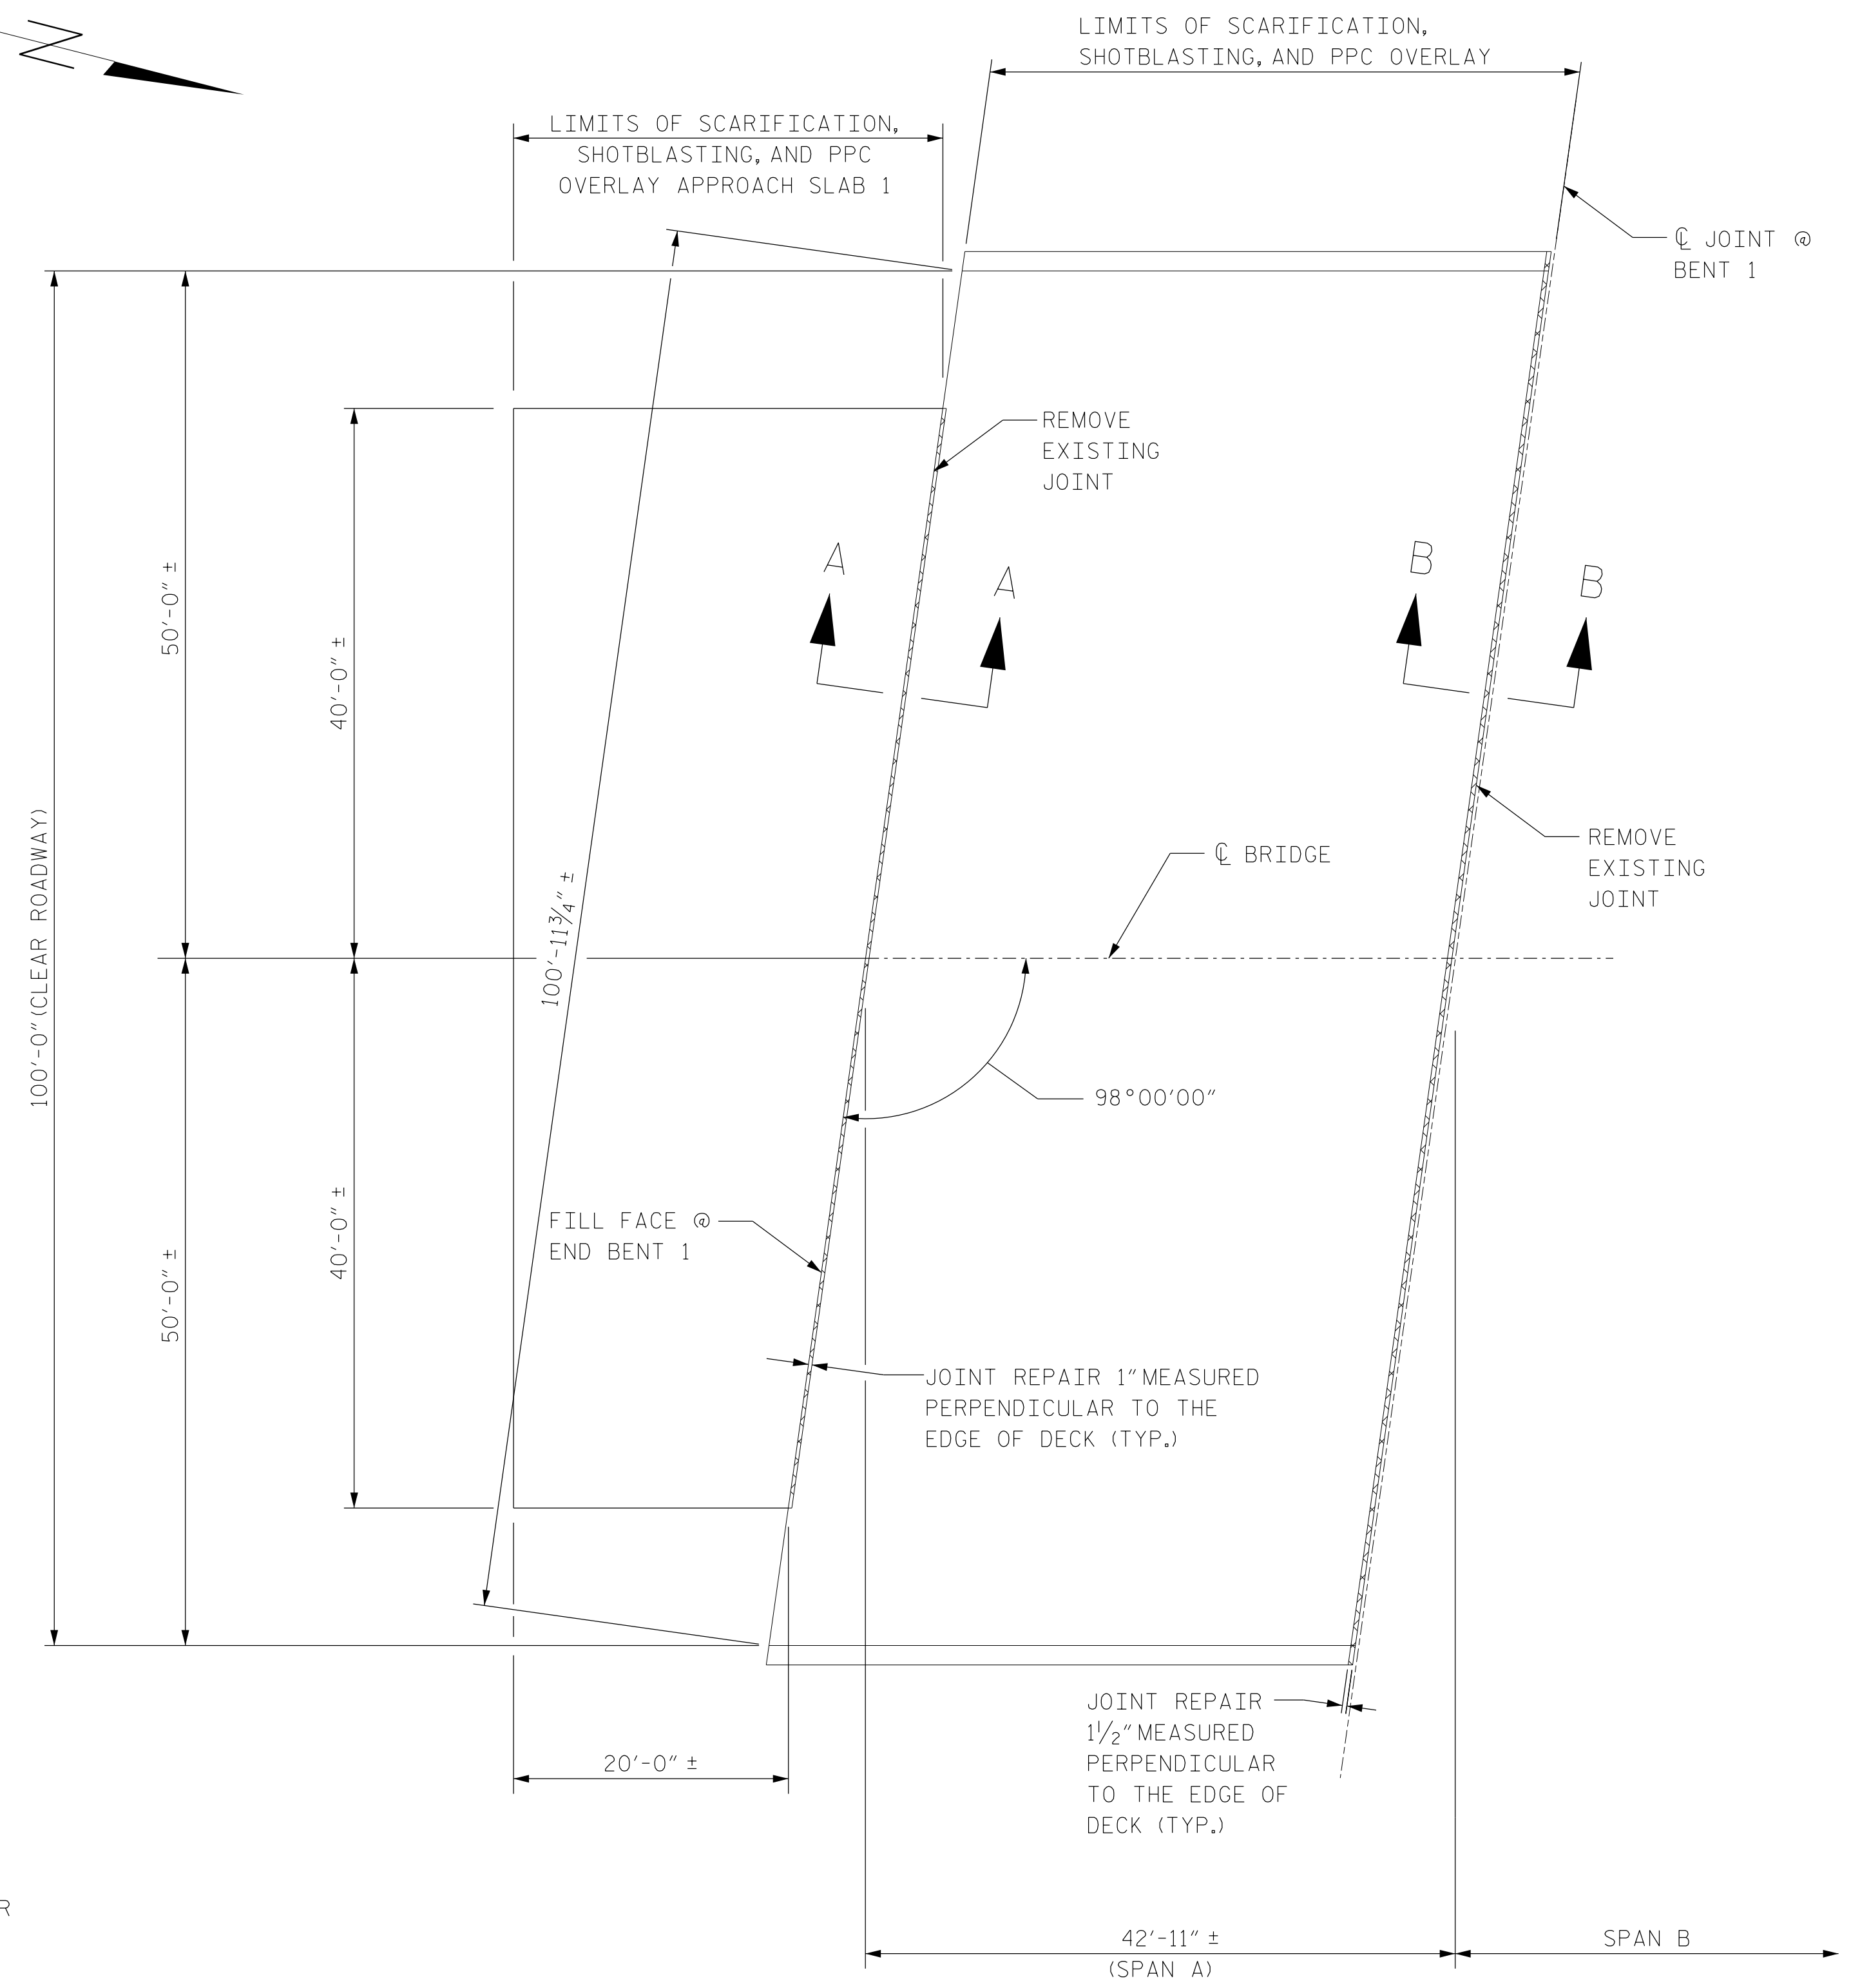 N
LIMITS OF SCARIFICATION,
SHOTBLASTING, AND PPC OVERLAY
LIMITS OF SCARIFICATION,
SHOTBLASTING, AND PPC
OVERLAY APPROACH SLAB 1
℄ JOINT @
BENT 1
REMOVE
EXISTING
JOINT
A
A
B
B
50'-0" ±
40'-0" ±
100'-0" (CLEAR ROADWAY)
100'-11¾" ±
℄ BRIDGE
REMOVE
EXISTING
JOINT
98°00'00"
FILL FACE @
END BENT 1
50'-0" ±
40'-0" ±
JOINT REPAIR 1" MEASURED
PERPENDICULAR TO THE
EDGE OF DECK (TYP.)
JOINT REPAIR
1½" MEASURED
PERPENDICULAR
TO THE EDGE OF
DECK (TYP.)
20'-0" ±
R
42'-11" ±
(SPAN A)
SPAN B